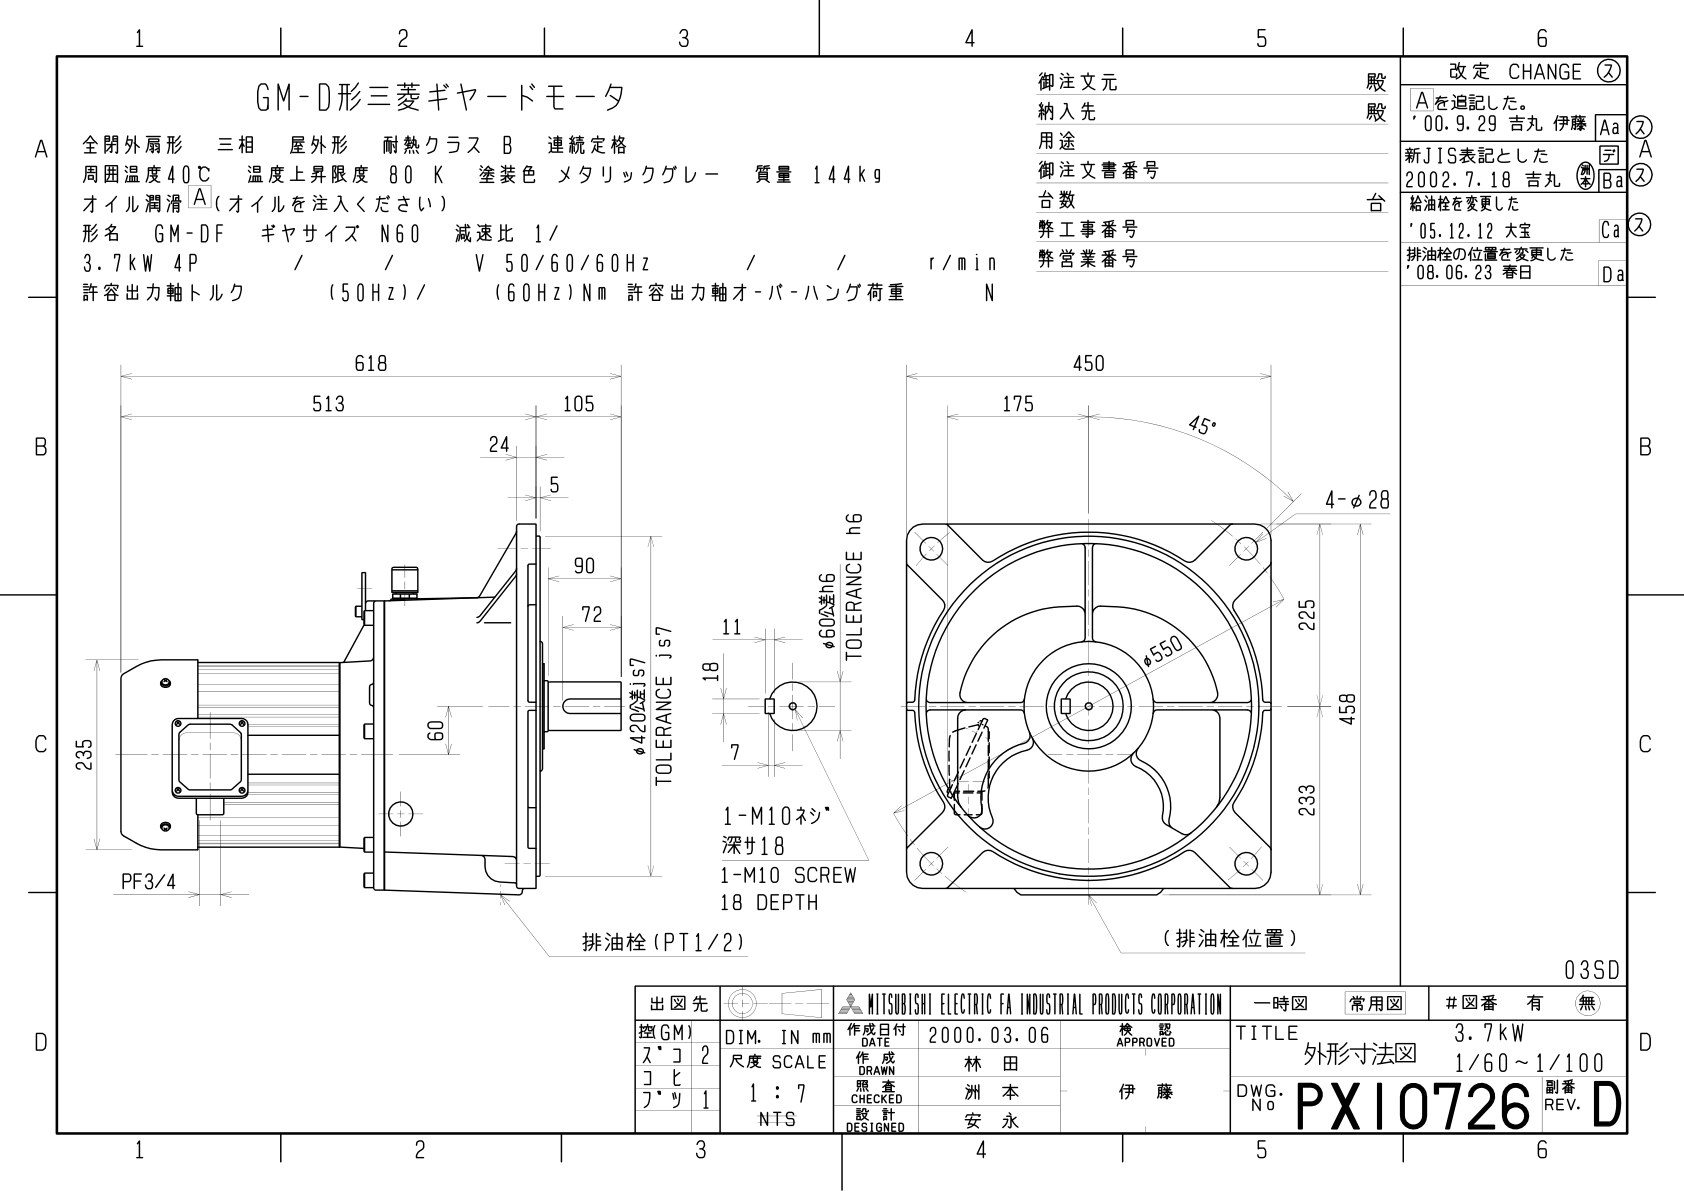 1 2 3 4 5 6
GM-D形三菱ギヤードモータ
全閉外扇形 三相 屋外形 耐熱クラス B 連続定格
周囲温度40℃ 温度上昇限度 80 K 塗装色 メタリックグレー 質量 144kg
オイル潤滑 A (オイルを注入ください)
形名 GM-DF ギヤサイズ N60 減速比 1/
3.7kW 4P / / V 50/60/60Hz / / r/min
許容出力軸トルク (50Hz)/ (60Hz)Nm 許容出力軸オーバーハング荷重 N
御注文元 殿
納入先 殿
用途
御注文書番号
台数 台
弊工事番号
弊営業番号
改定 CHANGE ス
Aを追記した。
'00.9.29 吉丸 伊藤 Aa ス
新JIS表記とした デ
2002.7.18 吉丸 洲本 Ba ス
給油栓を変更した
'05.12.12 大宝 Ca ス
排油栓の位置を変更した
'08.06.23 春日 Da
A A
B B
C C
D D
618
513 105
24
5
90
72
φ420公差js7
TOLERANCE js7
60
235
PF3/4
排油栓(PT1/2)
11
18
7
φ60公差h6
TOLERANCE h6
1-M10ネジ
深サ18
1-M10 SCREW
18 DEPTH
450
175
45°
4-φ28
φ550
225
458
233
(排油栓位置)
03SD
出図先
控(GM)
ズコ 2
コピ
ブツ 1
DIM. IN mm
尺度 SCALE
1:7
NTS
MITSUBISHI ELECTRIC FA INDUSTRIAL PRODUCTS CORPORATION
作成日付 DATE 2000.03.06 検認 APPROVED
作成 DRAWN 林田
照査 CHECKED 洲本 伊藤
設計 DESIGNED 安永
一時図 常用図 #図番 有 無
TITLE 3.7kW
外形寸法図 1/60~1/100
DWG. No PX10726 副番 REV. D
1 2 3 4 5 6